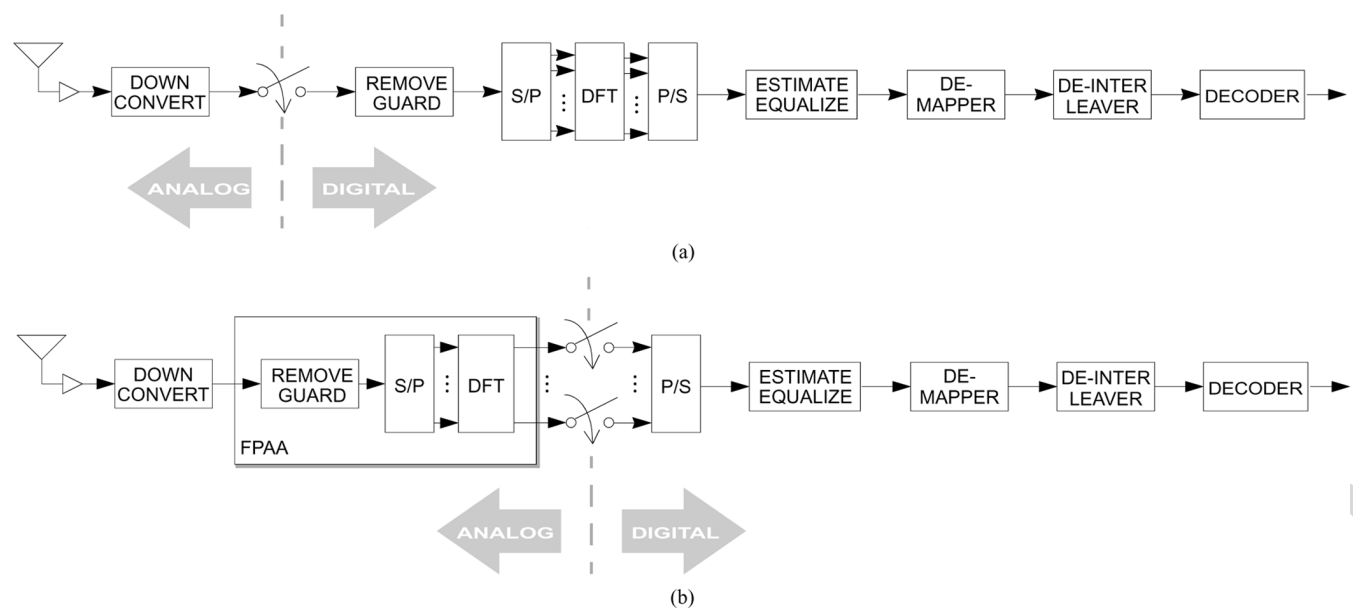 DOWN
CONVERT
REMOVE
GUARD
S/P
DFT
P/S
ESTIMATE
EQUALIZE
DE-
MAPPER
DE-INTER
LEAVER
DECODER
ANALOG
DIGITAL
(a)
DOWN
CONVERT
REMOVE
GUARD
S/P
DFT
FPAA
P/S
ESTIMATE
EQUALIZE
DE-
MAPPER
DE-INTER
LEAVER
DECODER
ANALOG
DIGITAL
(b)